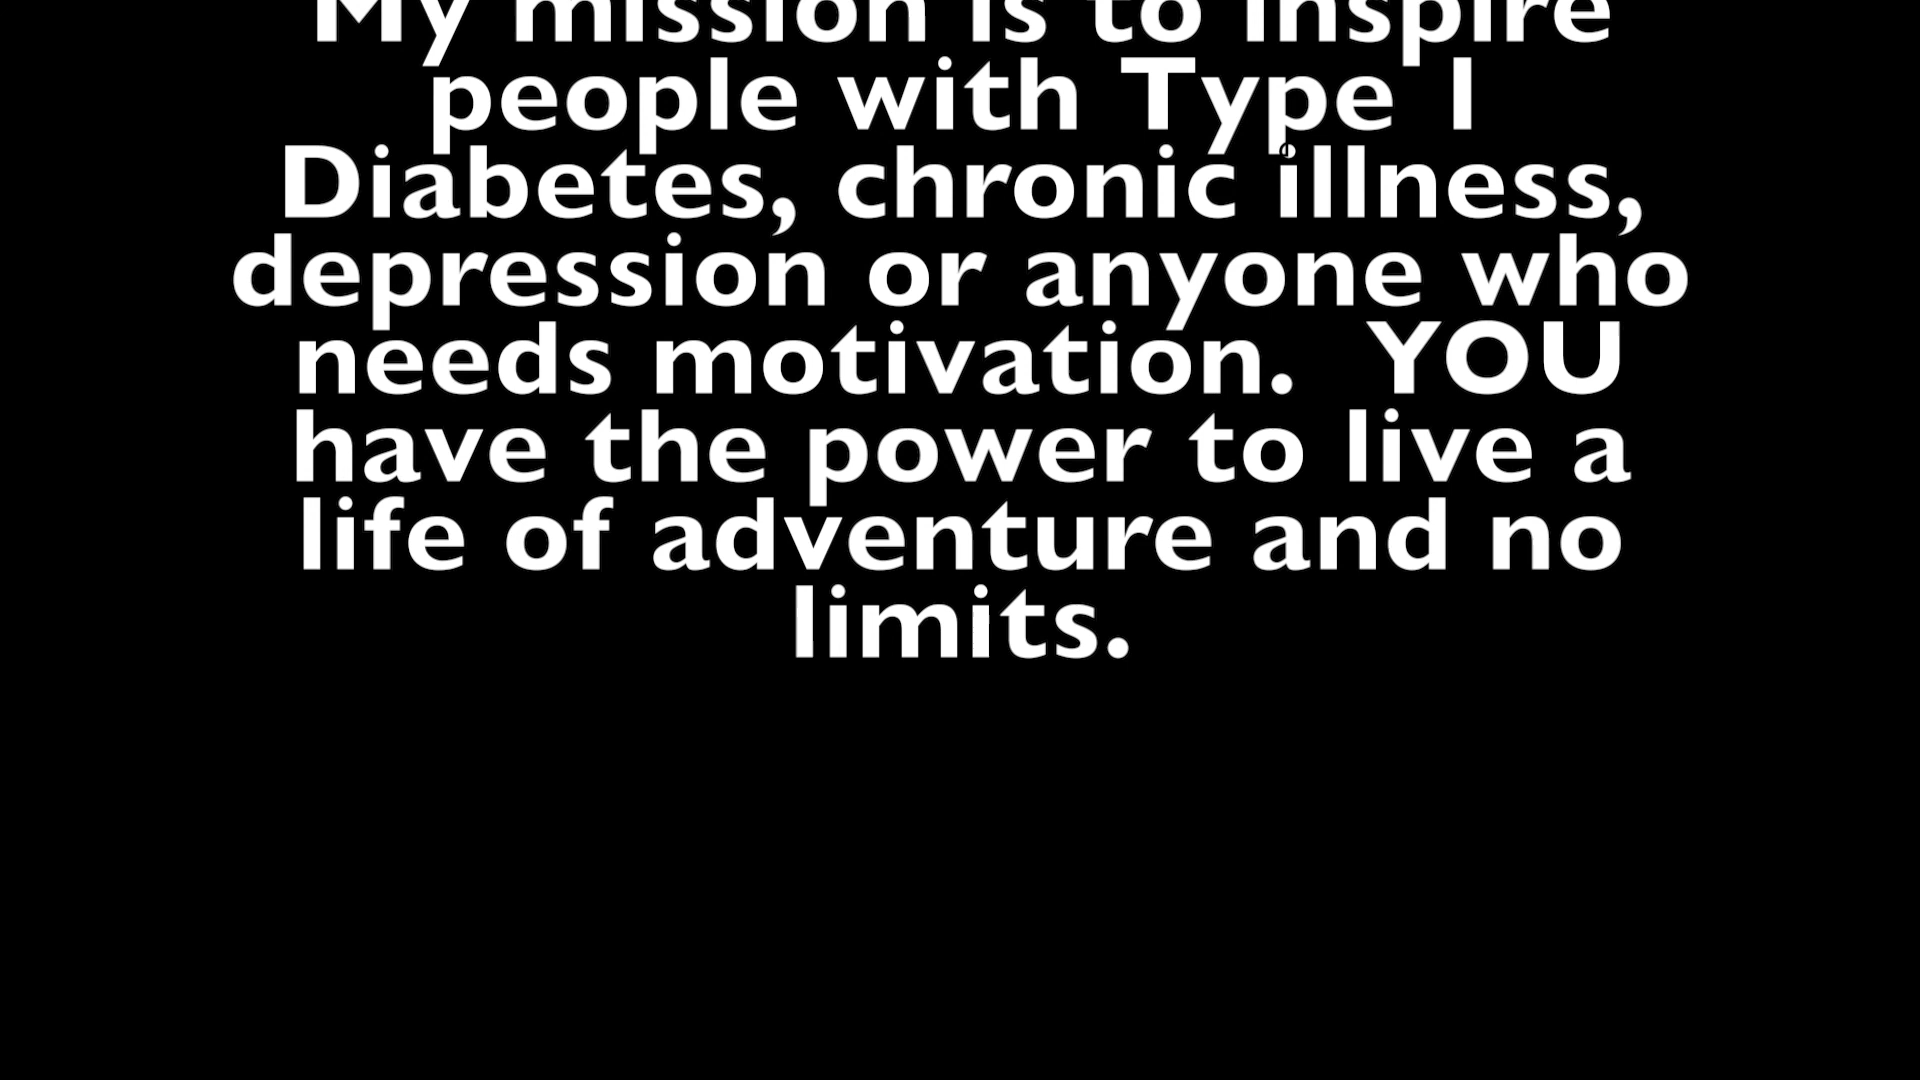 My mission is to inspire
people with Type 1
Diabetes, chronic illness,
depression or anyone who
needs motivation.  YOU
have the power to live a
life of adventure and no
limits.